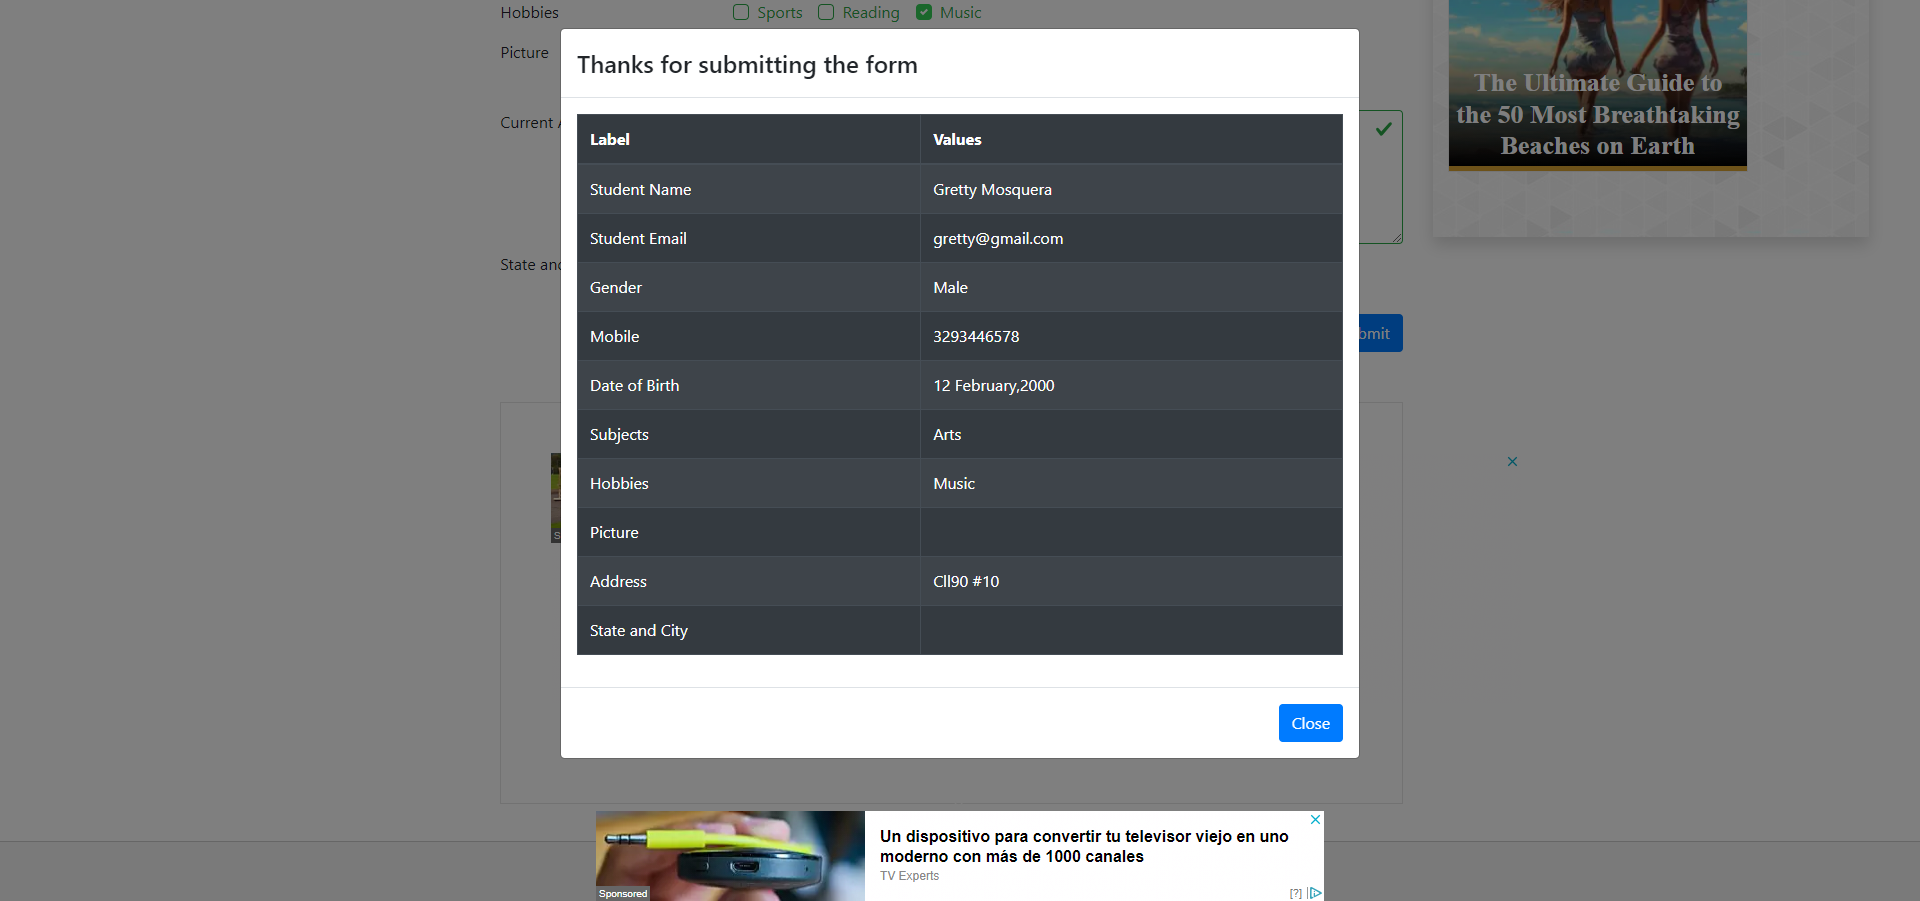 Hobbies Sports Reading Music
Picture
Current
State and
Submit
Thanks for submitting the form
Label Values
Student Name Gretty Mosquera
Student Email gretty@gmail.com
Gender Male
Mobile 3293446578
Date of Birth 12 February,2000
Subjects Arts
Hobbies Music
Picture
Address Cll90 #10
State and City
Close
The Ultimate Guide to
the 50 Most Breathtaking
Beaches on Earth
Un dispositivo para convertir tu televisor viejo en uno
moderno con más de 1000 canales
TV Experts
Sponsored
[?]